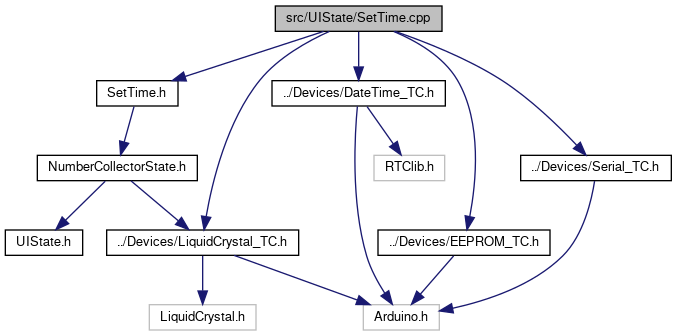 src/UIState/SetTime.cpp
SetTime.h
../Devices/DateTime_TC.h
NumberCollectorState.h
RTClib.h
../Devices/Serial_TC.h
UIState.h
../Devices/LiquidCrystal_TC.h
../Devices/EEPROM_TC.h
LiquidCrystal.h
Arduino.h